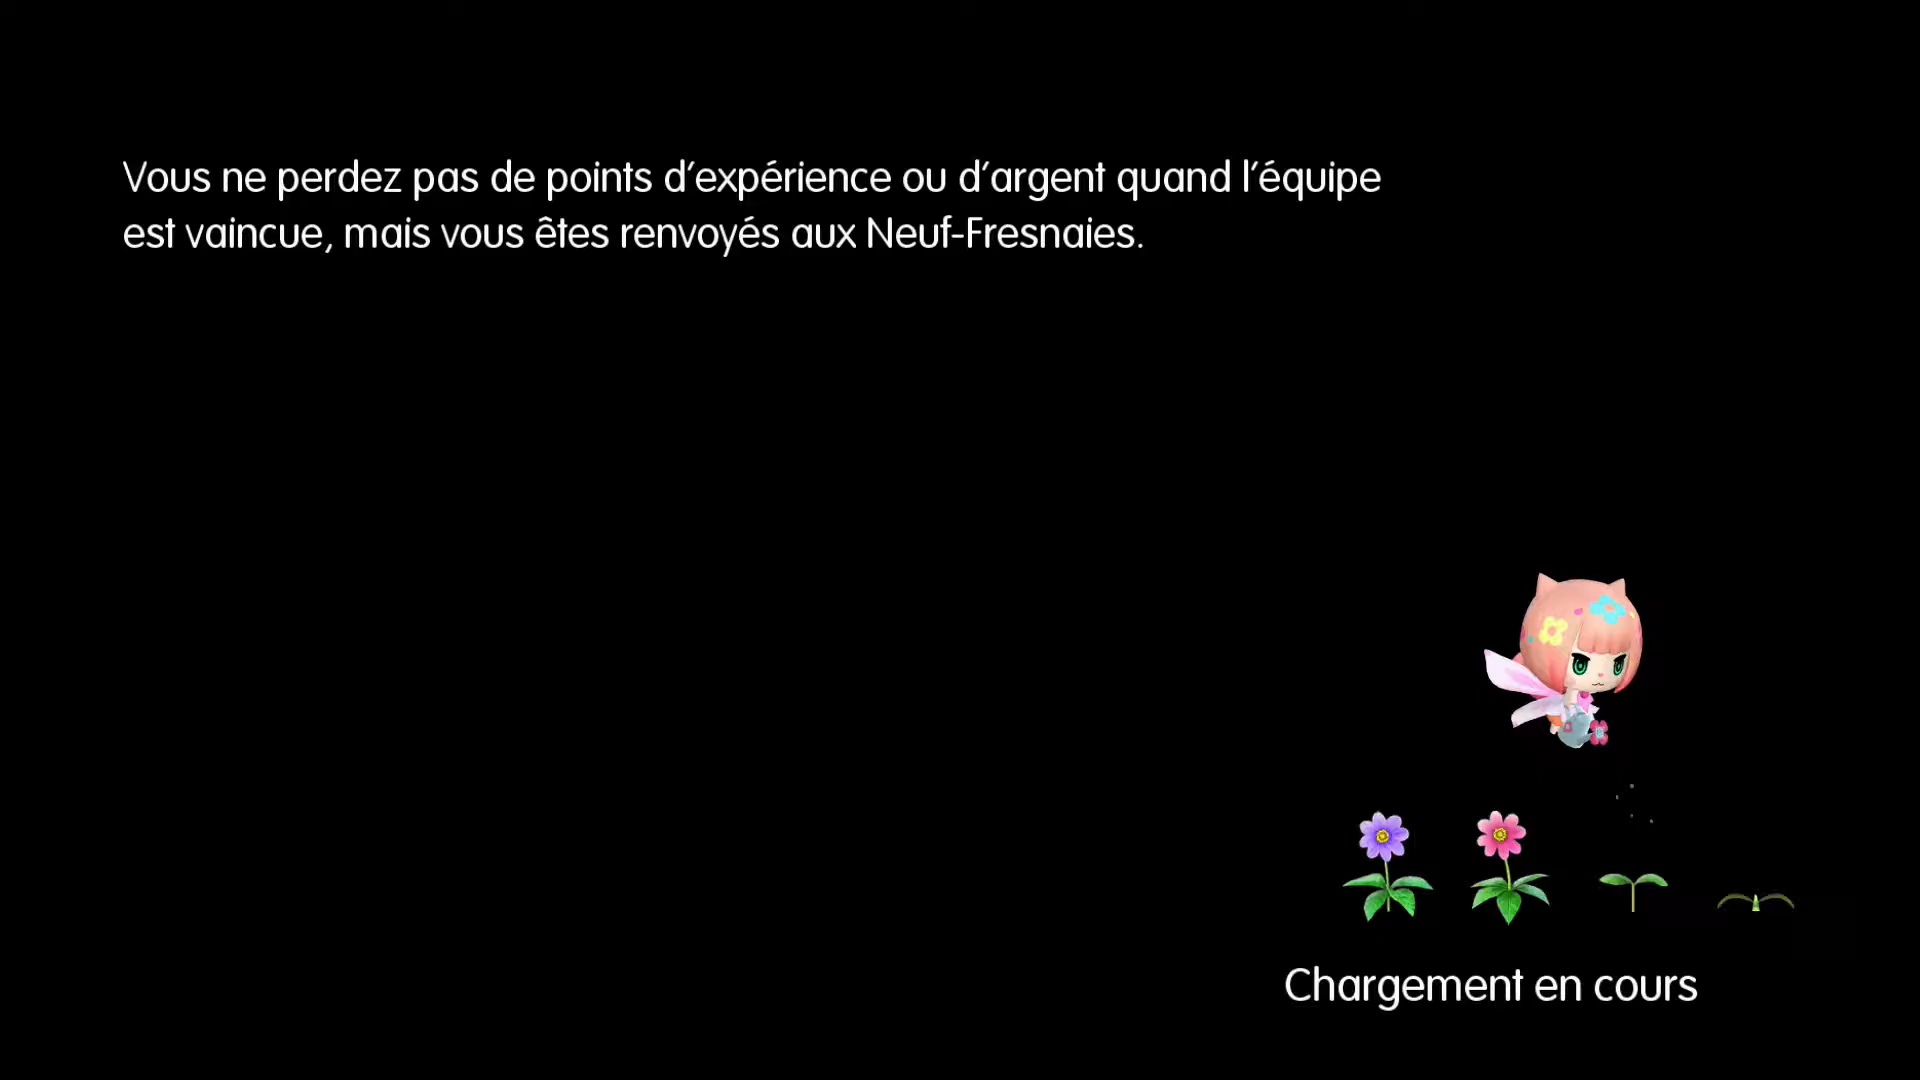 Vous ne perdez pas de points d’expérience ou d’argent quand l’équipe
est vaincue, mais vous êtes renvoyés aux Neuf-Fresnaies.
Chargement en cours